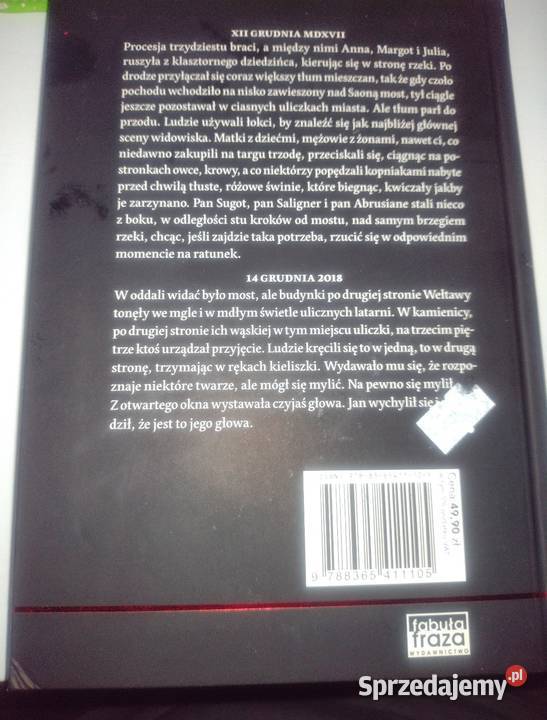 XII GRUDNIA MDXVII
Procesja trzydziestu braci, a między nimi Anna, Margot i Julia,
ruszyła z klasztornego dziedzińca, kierując się w stronę rzeki. Po
drodze przyłączał się coraz większy tłum mieszczan, tak że gdy czoło
pochodu wchodziło na nisko zawieszony nad Saoną most, tył ciągle
jeszcze pozostawał w ciasnych uliczkach miasta. Ale tłum parł do
przodu. Ludzie używali łokci, by znaleźć się jak najbliżej głównej
sceny widowiska. Matki z dziećmi, mężowie z żonami, nawet ci, co
niedawno zakupili na targu trzodę, przeciskali się, ciągnąc na po-
stronkach owce, krowy, a co niektórzy popędzali kopniakami nabyte
przed chwilą tłuste, różowe świnie, które biegnąc, kwiczały jakby
je zarzynano. Pan Sugot, pan Saligner i pan Abrusiane stali nieco
z boku, w odległości stu kroków od mostu, nad samym brzegiem
rzeki, chcąc, jeśli zajdzie taka potrzeba, rzucić się w odpowiednim
momencie na ratunek.
14 GRUDNIA 2018
W oddali widać było most, ale budynki po drugiej stronie Wełtawy
tonęły we mgle i w mdłym świetle ulicznych latarni. W kamienicy,
po drugiej stronie ich wąskiej w tym miejscu uliczki, na trzecim pię-
trze ktoś urządzał przyjęcie. Ludzie kręcili się to w jedną, to w drugą
stronę, trzymając w rękach kieliszki. Wydawało mu się, że rozpo-
znaje niektóre twarze, ale mógł się mylić. Na pewno się mylił.
Z otwartego okna wystawała czyjaś głowa. Jan wychylił się i
dził, że jest to jego głowa.
Cena 49,90 zł
9 788365 411105
fabuła
fraza
WYDAWNICTWO
Sprzedajemy.pl